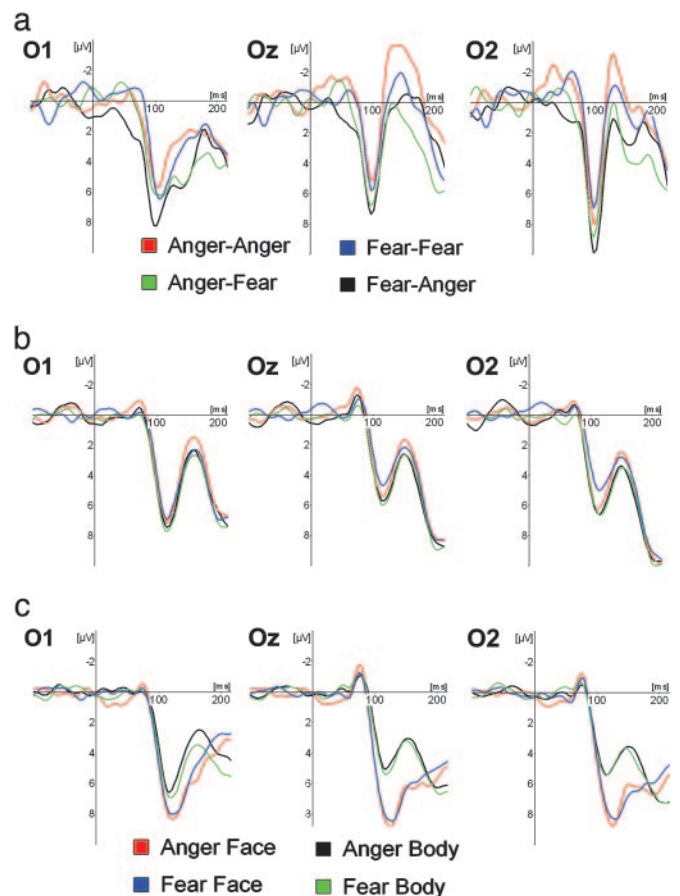 a
O1 [µV] Oz [µV] O2 [µV]
-2 -2 -2
[ms] [ms] [ms]
100 200 100 200 100 200
2 2 2
4 4 4
6 6 6
8 8 8
Anger-Anger Fear-Fear
Anger-Fear Fear-Anger
b
O1 [µV] Oz [µV] O2 [µV]
-2 -2 -2
[ms] [ms] [ms]
100 200 100 200 100 200
2 2 2
4 4 4
6 6 6
8 8 8
c
O1 [µV] Oz [µV] O2 [µV]
-2 -2 -2
[ms] [ms] [ms]
100 200 100 200 100 200
2 2 2
4 4 4
6 6 6
8 8 8
Anger Face Anger Body
Fear Face Fear Body